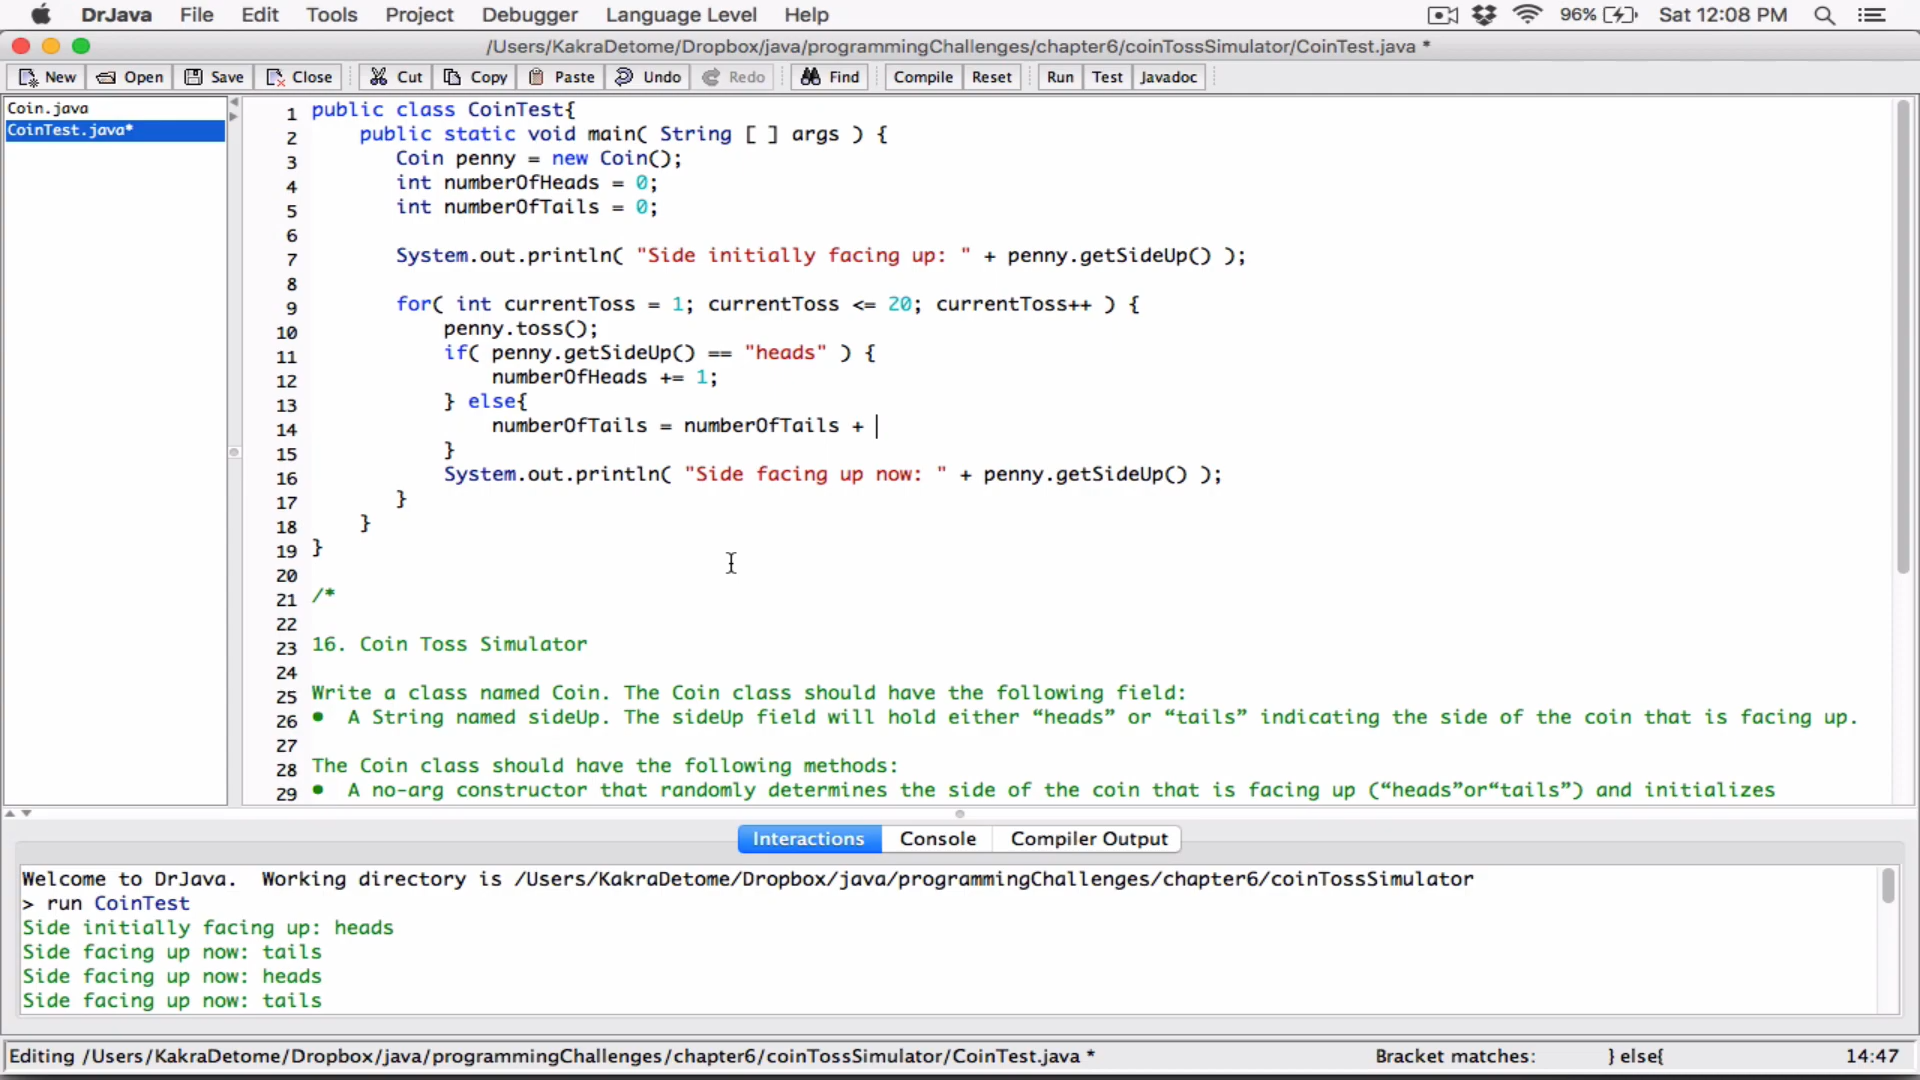 DrJava File Edit Tools Project Debugger Language Level Help 96% Sat 12:08 PM
/Users/KakraDetome/Dropbox/java/programmingChallenges/chapter6/coinTossSimulator/CoinTest.java *
New Open Save Close Cut Copy Paste Undo Redo Find Compile Reset Run Test Javadoc
Coin.java
CoinTest.java*
1 public class CoinTest{
2 public static void main( String [ ] args ) {
3 Coin penny = new Coin();
4 int numberOfHeads = 0;
5 int numberOfTails = 0;
6
7 System.out.println( "Side initially facing up: " + penny.getSideUp() );
8
9 for( int currentToss = 1; currentToss <= 20; currentToss++ ) {
10 penny.toss();
11 if( penny.getSideUp() == "heads" ) {
12 numberOfHeads += 1;
13 } else{
14 numberOfTails = numberOfTails +
15 }
16 System.out.println( "Side facing up now: " + penny.getSideUp() );
17 }
18 }
19 }
20
21 /*
22
23 16. Coin Toss Simulator
24
25 Write a class named Coin. The Coin class should have the following field:
26 • A String named sideUp. The sideUp field will hold either “heads” or “tails” indicating the side of the coin that is facing up.
27
28 The Coin class should have the following methods:
29 • A no-arg constructor that randomly determines the side of the coin that is facing up (“heads”or“tails”) and initializes
Interactions Console Compiler Output
Welcome to DrJava. Working directory is /Users/KakraDetome/Dropbox/java/programmingChallenges/chapter6/coinTossSimulator
> run CoinTest
Side initially facing up: heads
Side facing up now: tails
Side facing up now: heads
Side facing up now: tails
Editing /Users/KakraDetome/Dropbox/java/programmingChallenges/chapter6/coinTossSimulator/CoinTest.java * Bracket matches: } else{ 14:47